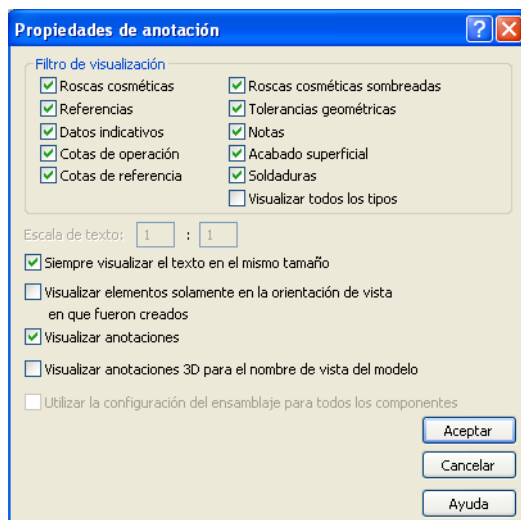 Propiedades de anotación
Filtro de visualización
Roscas cosméticas
Referencias
Datos indicativos
Cotas de operación
Cotas de referencia
Roscas cosméticas sombreadas
Tolerancias geométricas
Notas
Acabado superficial
Soldaduras
Visualizar todos los tipos
Escala de texto: 1 : 1
Siempre visualizar el texto en el mismo tamaño
Visualizar elementos solamente en la orientación de vista
en que fueron creados
Visualizar anotaciones
Visualizar anotaciones 3D para el nombre de vista del modelo
Utilizar la configuración del ensamblaje para todos los componentes
Aceptar
Cancelar
Ayuda